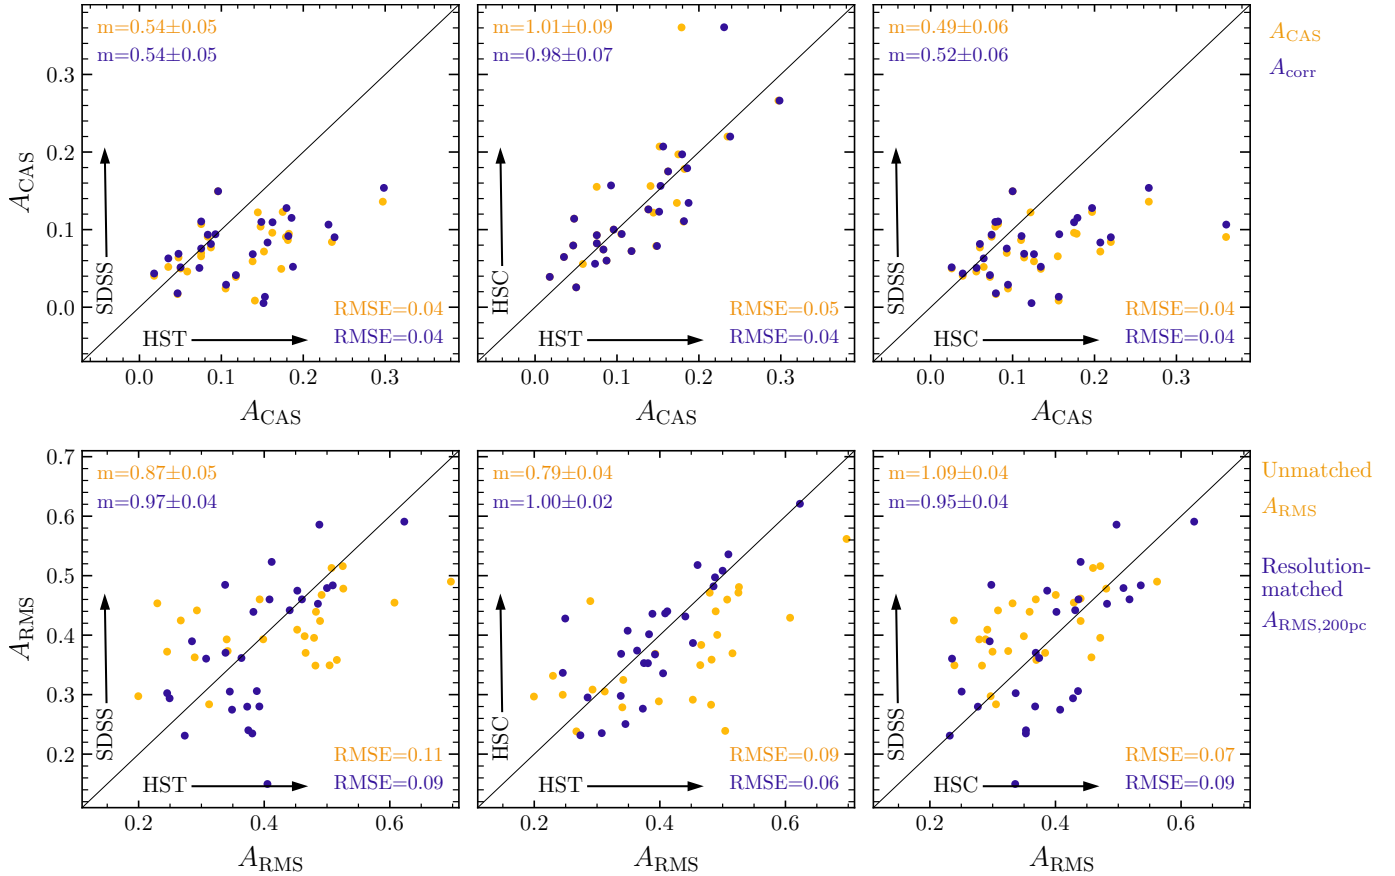 m=0.54±0.05
m=0.54±0.05
RMSE=0.04
RMSE=0.04
SDSS
HST
0.0 0.1 0.2 0.3
0.0
0.1
0.2
0.3
A_CAS
A_CAS
m=1.01±0.09
m=0.98±0.07
RMSE=0.05
RMSE=0.04
HSC
HST
0.0 0.1 0.2 0.3
A_CAS
m=0.49±0.06
m=0.52±0.06
RMSE=0.04
RMSE=0.04
SDSS
HSC
0.0 0.1 0.2 0.3
A_CAS
A_CAS
A_corr
m=0.87±0.05
m=0.97±0.04
RMSE=0.11
RMSE=0.09
SDSS
HST
0.2 0.4 0.6
0.2
0.3
0.4
0.5
0.6
0.7
A_RMS
A_RMS
m=0.79±0.04
m=1.00±0.02
RMSE=0.09
RMSE=0.06
HSC
HST
0.2 0.4 0.6
A_RMS
m=1.09±0.04
m=0.95±0.04
RMSE=0.07
RMSE=0.09
SDSS
HSC
0.2 0.4 0.6
A_RMS
Unmatched
A_RMS
Resolution-
matched
A_RMS,200pc